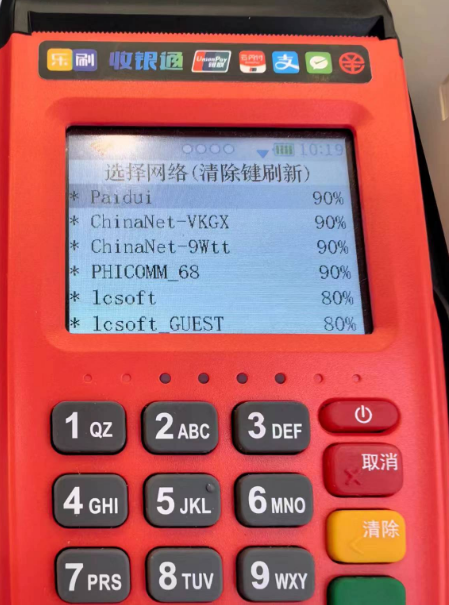 乐刷 收银通 UnionPay 银联
10:19
选择网络(清除键刷新)
* Paidui 90%
* ChinaNet-VKGX 90%
* ChinaNet-9Wtt 90%
* PHICOMM_68 90%
* lcsoft 80%
* lcsoft_GUEST 80%
1 QZ 2 ABC 3 DEF
取消
4 GHI 5 JKL 6 MNO
清除
7 PRS 8 TUV 9 WXY